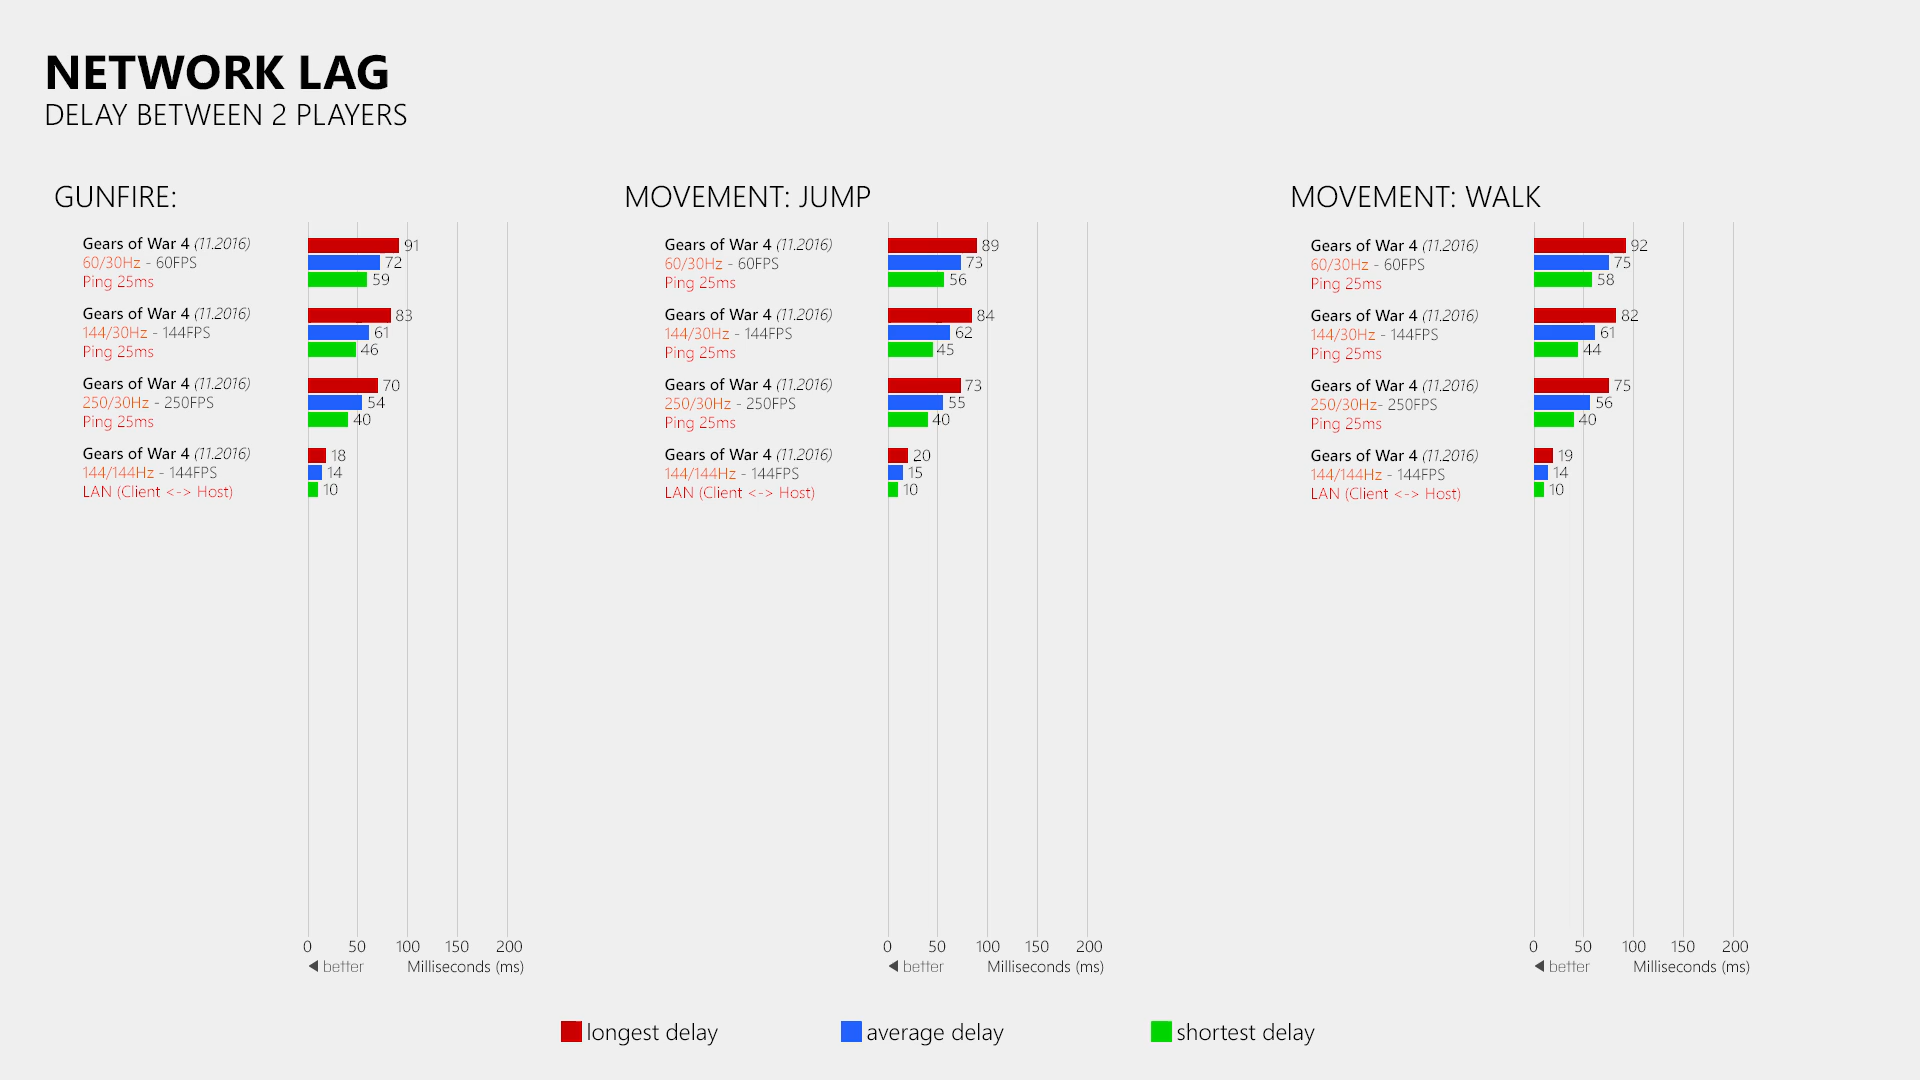 NETWORK LAG
DELAY BETWEEN 2 PLAYERS
GUNFIRE:
Gears of War 4 (11.2016)
60/30Hz - 60FPS
Ping 25ms
91
72
59
Gears of War 4 (11.2016)
144/30Hz - 144FPS
Ping 25ms
83
61
46
Gears of War 4 (11.2016)
250/30Hz - 250FPS
Ping 25ms
70
54
40
Gears of War 4 (11.2016)
144/144Hz - 144FPS
LAN (Client <-> Host)
18
14
10
0 50 100 150 200
◄ better Milliseconds (ms)
MOVEMENT: JUMP
Gears of War 4 (11.2016)
60/30Hz - 60FPS
Ping 25ms
89
73
56
Gears of War 4 (11.2016)
144/30Hz - 144FPS
Ping 25ms
84
62
45
Gears of War 4 (11.2016)
250/30Hz - 250FPS
Ping 25ms
73
55
40
Gears of War 4 (11.2016)
144/144Hz - 144FPS
LAN (Client <-> Host)
20
15
10
0 50 100 150 200
◄ better Milliseconds (ms)
MOVEMENT: WALK
Gears of War 4 (11.2016)
60/30Hz - 60FPS
Ping 25ms
92
75
58
Gears of War 4 (11.2016)
144/30Hz - 144FPS
Ping 25ms
82
61
44
Gears of War 4 (11.2016)
250/30Hz- 250FPS
Ping 25ms
75
56
40
Gears of War 4 (11.2016)
144/144Hz - 144FPS
LAN (Client <-> Host)
19
14
10
0 50 100 150 200
◄ better Milliseconds (ms)
longest delay average delay shortest delay